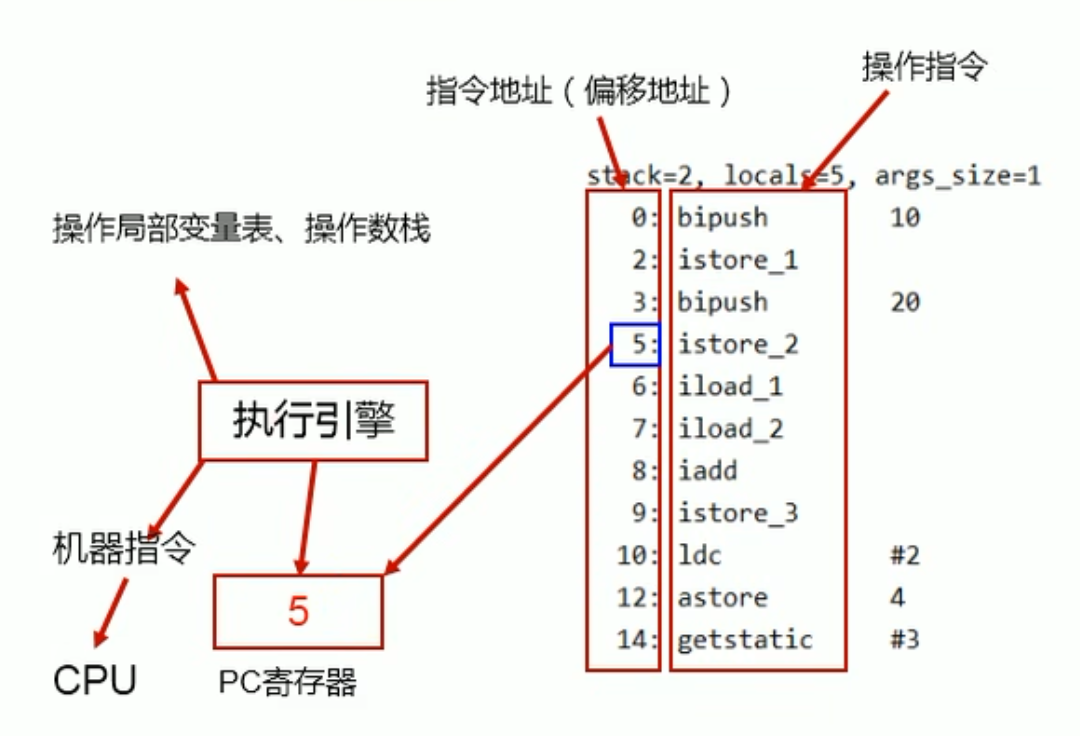 操作指令
指令地址（偏移地址）
stack=2, locals=5, args_size=1
0: bipush 10
2: istore_1
3: bipush 20
5: istore_2
6: iload_1
7: iload_2
8: iadd
9: istore_3
10: ldc #2
12: astore 4
14: getstatic #3
操作局部变量表、操作数栈
执行引擎
机器指令
5
CPU
PC寄存器